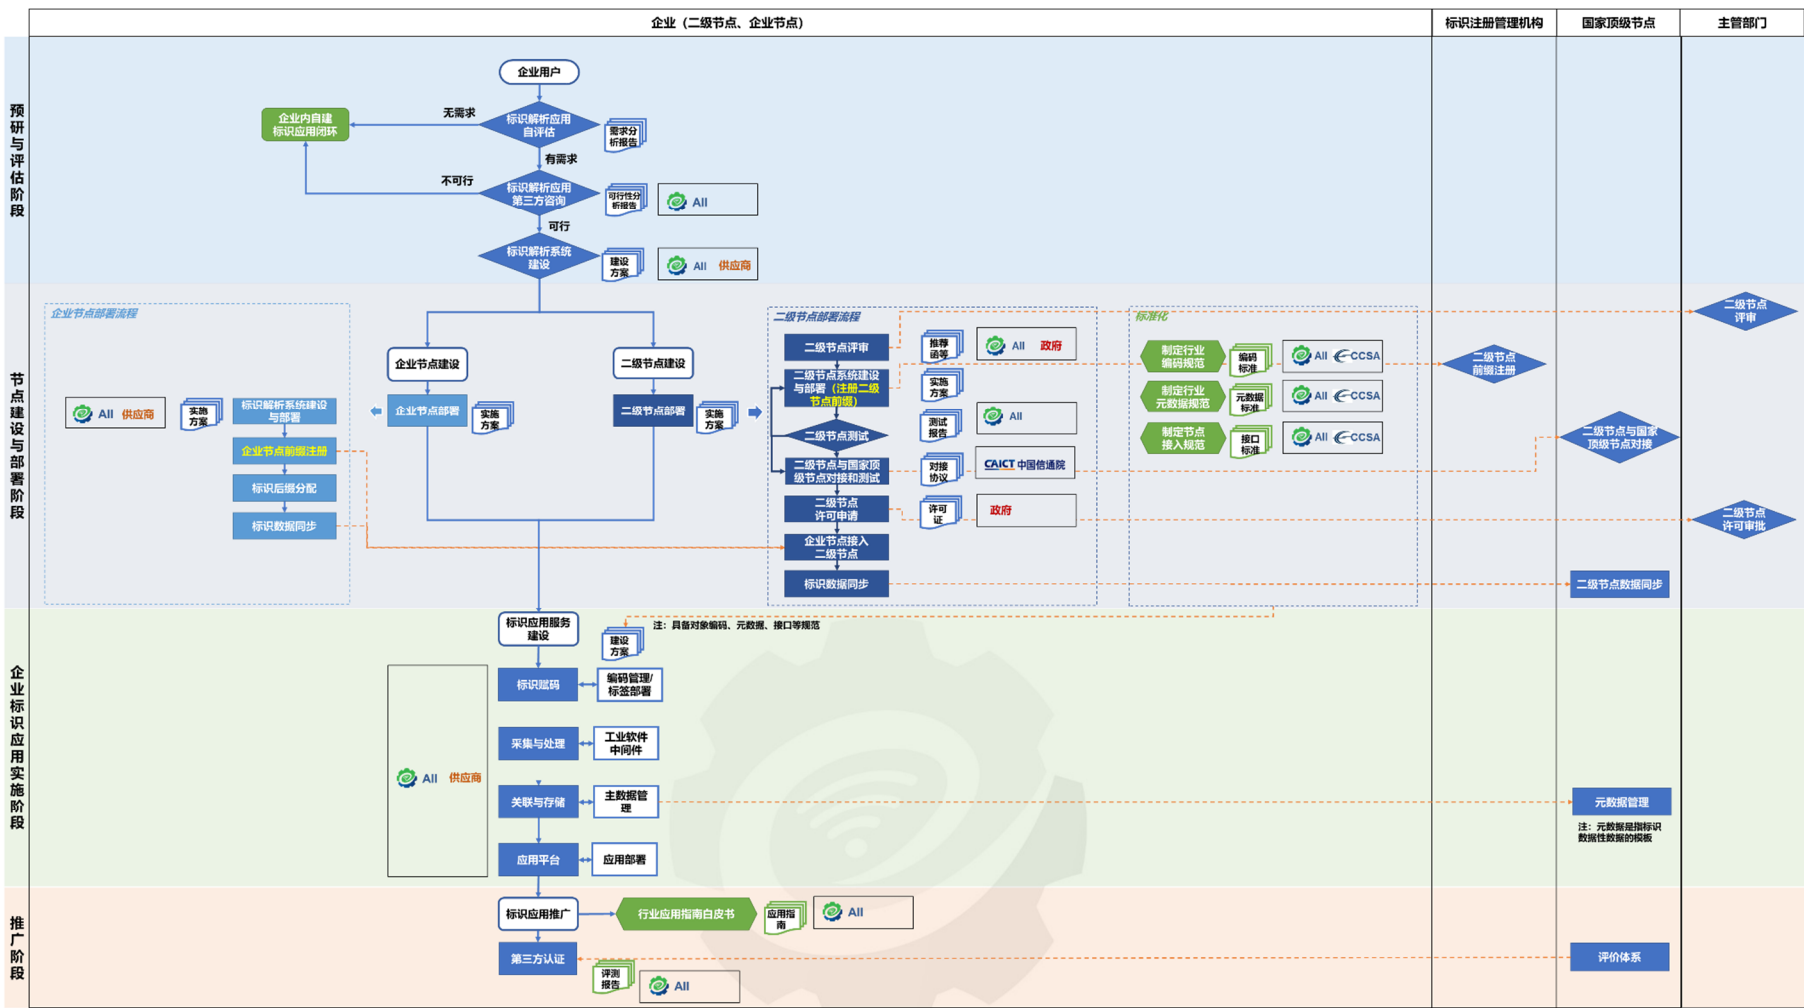 企业（二级节点、企业节点）
标识注册管理机构
国家顶级节点
主管部门
预研与评估阶段
企业用户
标识解析应用
自评估
无需求
企业内自建
标识应用闭环
需求分
析报告
有需求
标识解析应用
第三方咨询
不可行
可行性分
析报告
AII
可行
标识解析系统
建设
建设
方案
AII 供应商
节点建设与部署阶段
企业节点部署流程
AII 供应商
实施
方案
标识解析系统建设
与部署
企业节点前缀注册
标识后缀分配
标识数据同步
企业节点建设
企业节点部署
实施
方案
二级节点建设
二级节点部署
实施
方案
二级节点部署流程
二级节点评审
推荐
函等
AII 政府
二级节点系统建设
与部署（注册二级
节点前缀）
实施
方案
二级节点测试
测试
报告
AII
二级节点与国家顶
级节点对接和测试
对接
协议
CAICT 中国信通院
二级节点
许可申请
许可
证
政府
企业节点接入
二级节点
标识数据同步
标准化
制定行业
编码规范
编码
标准
AII CCSA
制定行业
元数据规范
元数据
标准
AII CCSA
制定节点
接入规范
接口
标准
AII CCSA
二级节点
前缀注册
二级节点与国家
顶级节点对接
二级节点数据同步
二级节点
评审
二级节点
许可审批
企业标识应用实施阶段
标识应用服务
建设
建设
方案
注：具备对象编码、元数据、接口等规范
AII 供应商
标识赋码
编码管理/
标签部署
采集与处理
工业软件
中间件
关联与存储
主数据管
理
应用平台
应用部署
元数据管理
注：元数据是指标识
数据性数据的模板
推广阶段
标识应用推广
行业应用指南白皮书
应用指
南
AII
第三方认证
评测
报告
AII
评价体系